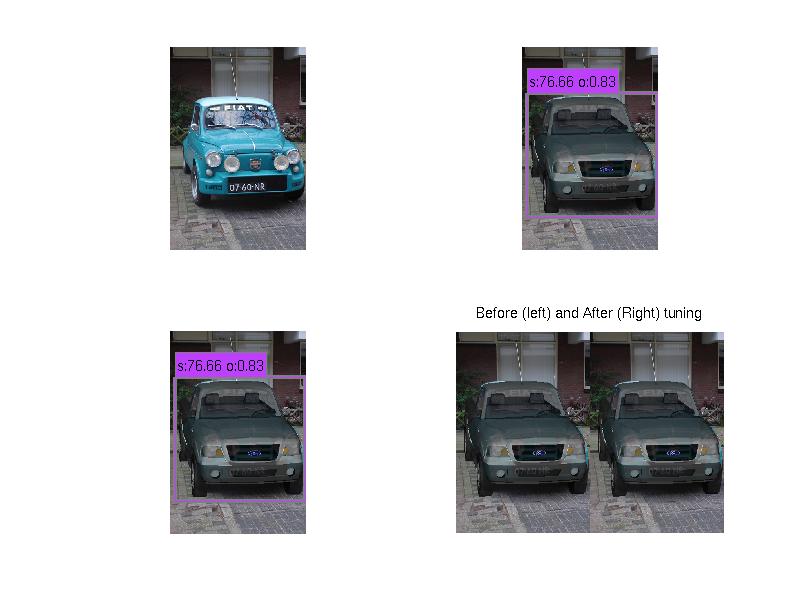 FIAT
07-60-NR
s:76.66 o:0.83
s:76.66 o:0.83
Before (left) and After (Right) tuning